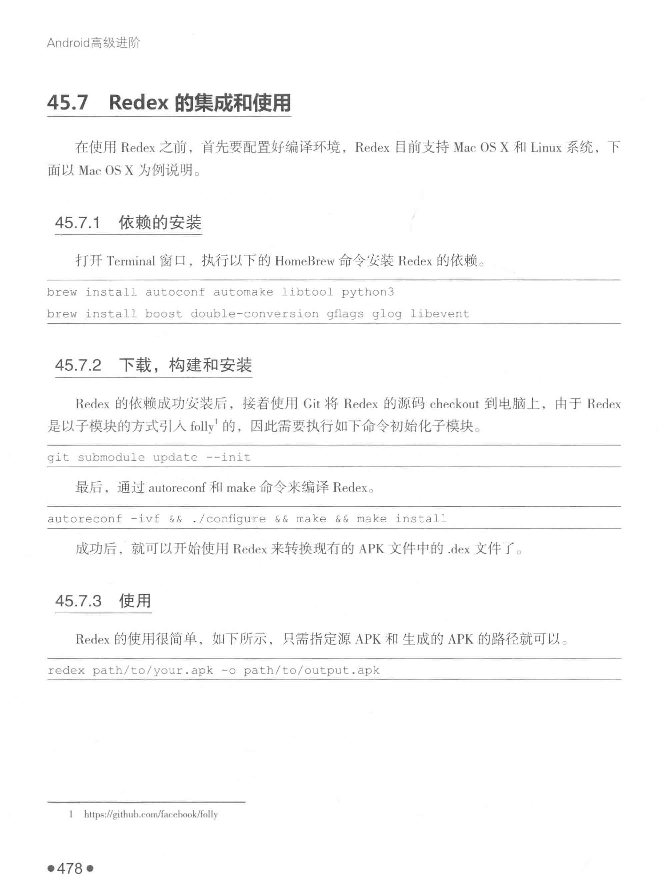 Android高级进阶
45.7 Redex 的集成和使用
在使用 Redex 之前，首先要配置好编译环境，Redex 目前支持 Mac OS X 和 Linux 系统，下
面以 Mac OS X 为例说明。
45.7.1 依赖的安装
打开 Terminal 窗口，执行以下的 HomeBrew 命令安装 Redex 的依赖。
brew install autoconf automake libtool python3
brew install boost double-conversion gflags glog libevent
45.7.2 下载，构建和安装
Redex 的依赖成功安装后，接着使用 Git 将 Redex 的源码 checkout 到电脑上，由于 Redex
是以子模块的方式引入 folly¹ 的，因此需要执行如下命令初始化子模块。
git submodule update --init
最后，通过 autoreconf 和 make 命令来编译 Redex。
autoreconf -ivf && ./configure && make && make install
成功后，就可以开始使用 Redex 来转换现有的 APK 文件中的 .dex 文件了。
45.7.3 使用
Redex 的使用很简单，如下所示，只需指定源 APK 和 生成的 APK 的路径就可以。
redex path/to/your.apk -o path/to/output.apk
1 https://github.com/facebook/folly
●478●